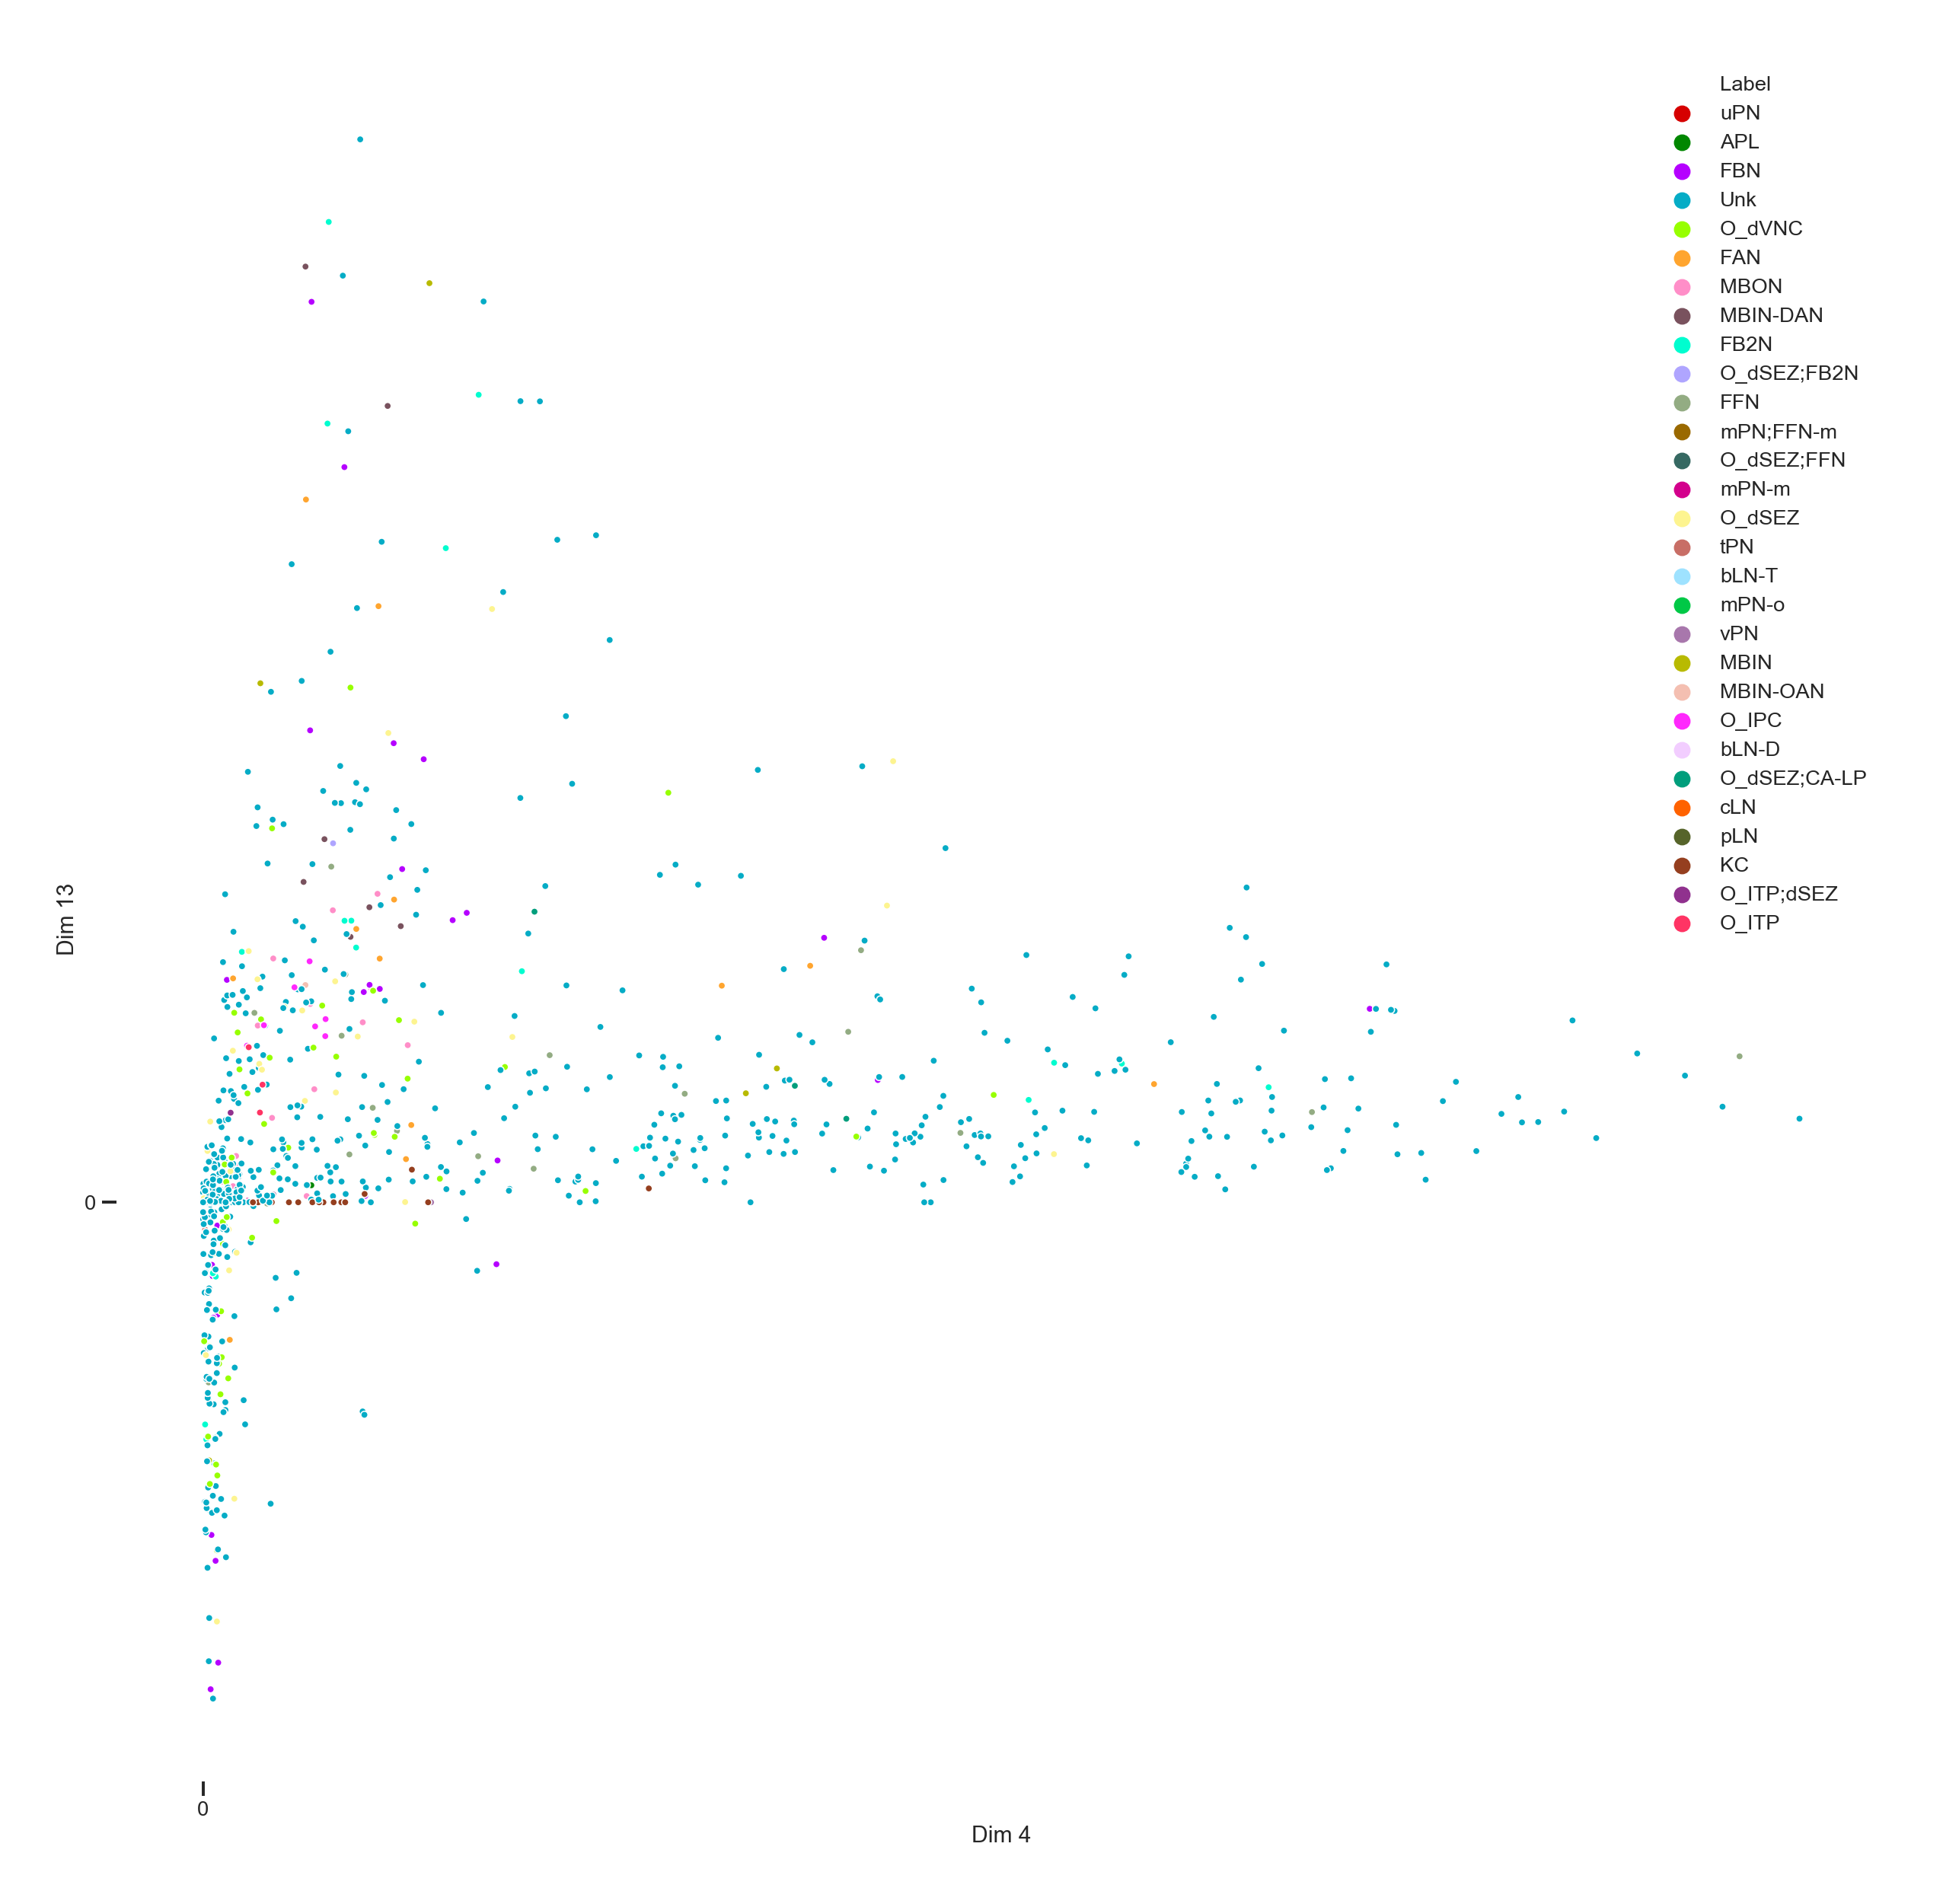 Label
uPN
APL
FBN
Unk
O_dVNC
FAN
MBON
MBIN-DAN
FB2N
O_dSEZ;FB2N
FFN
mPN;FFN-m
O_dSEZ;FFN
mPN-m
O_dSEZ
tPN
bLN-T
mPN-o
vPN
MBIN
MBIN-OAN
O_IPC
bLN-D
O_dSEZ;CA-LP
cLN
pLN
KC
O_ITP;dSEZ
O_ITP
Dim 13
0
0
Dim 4